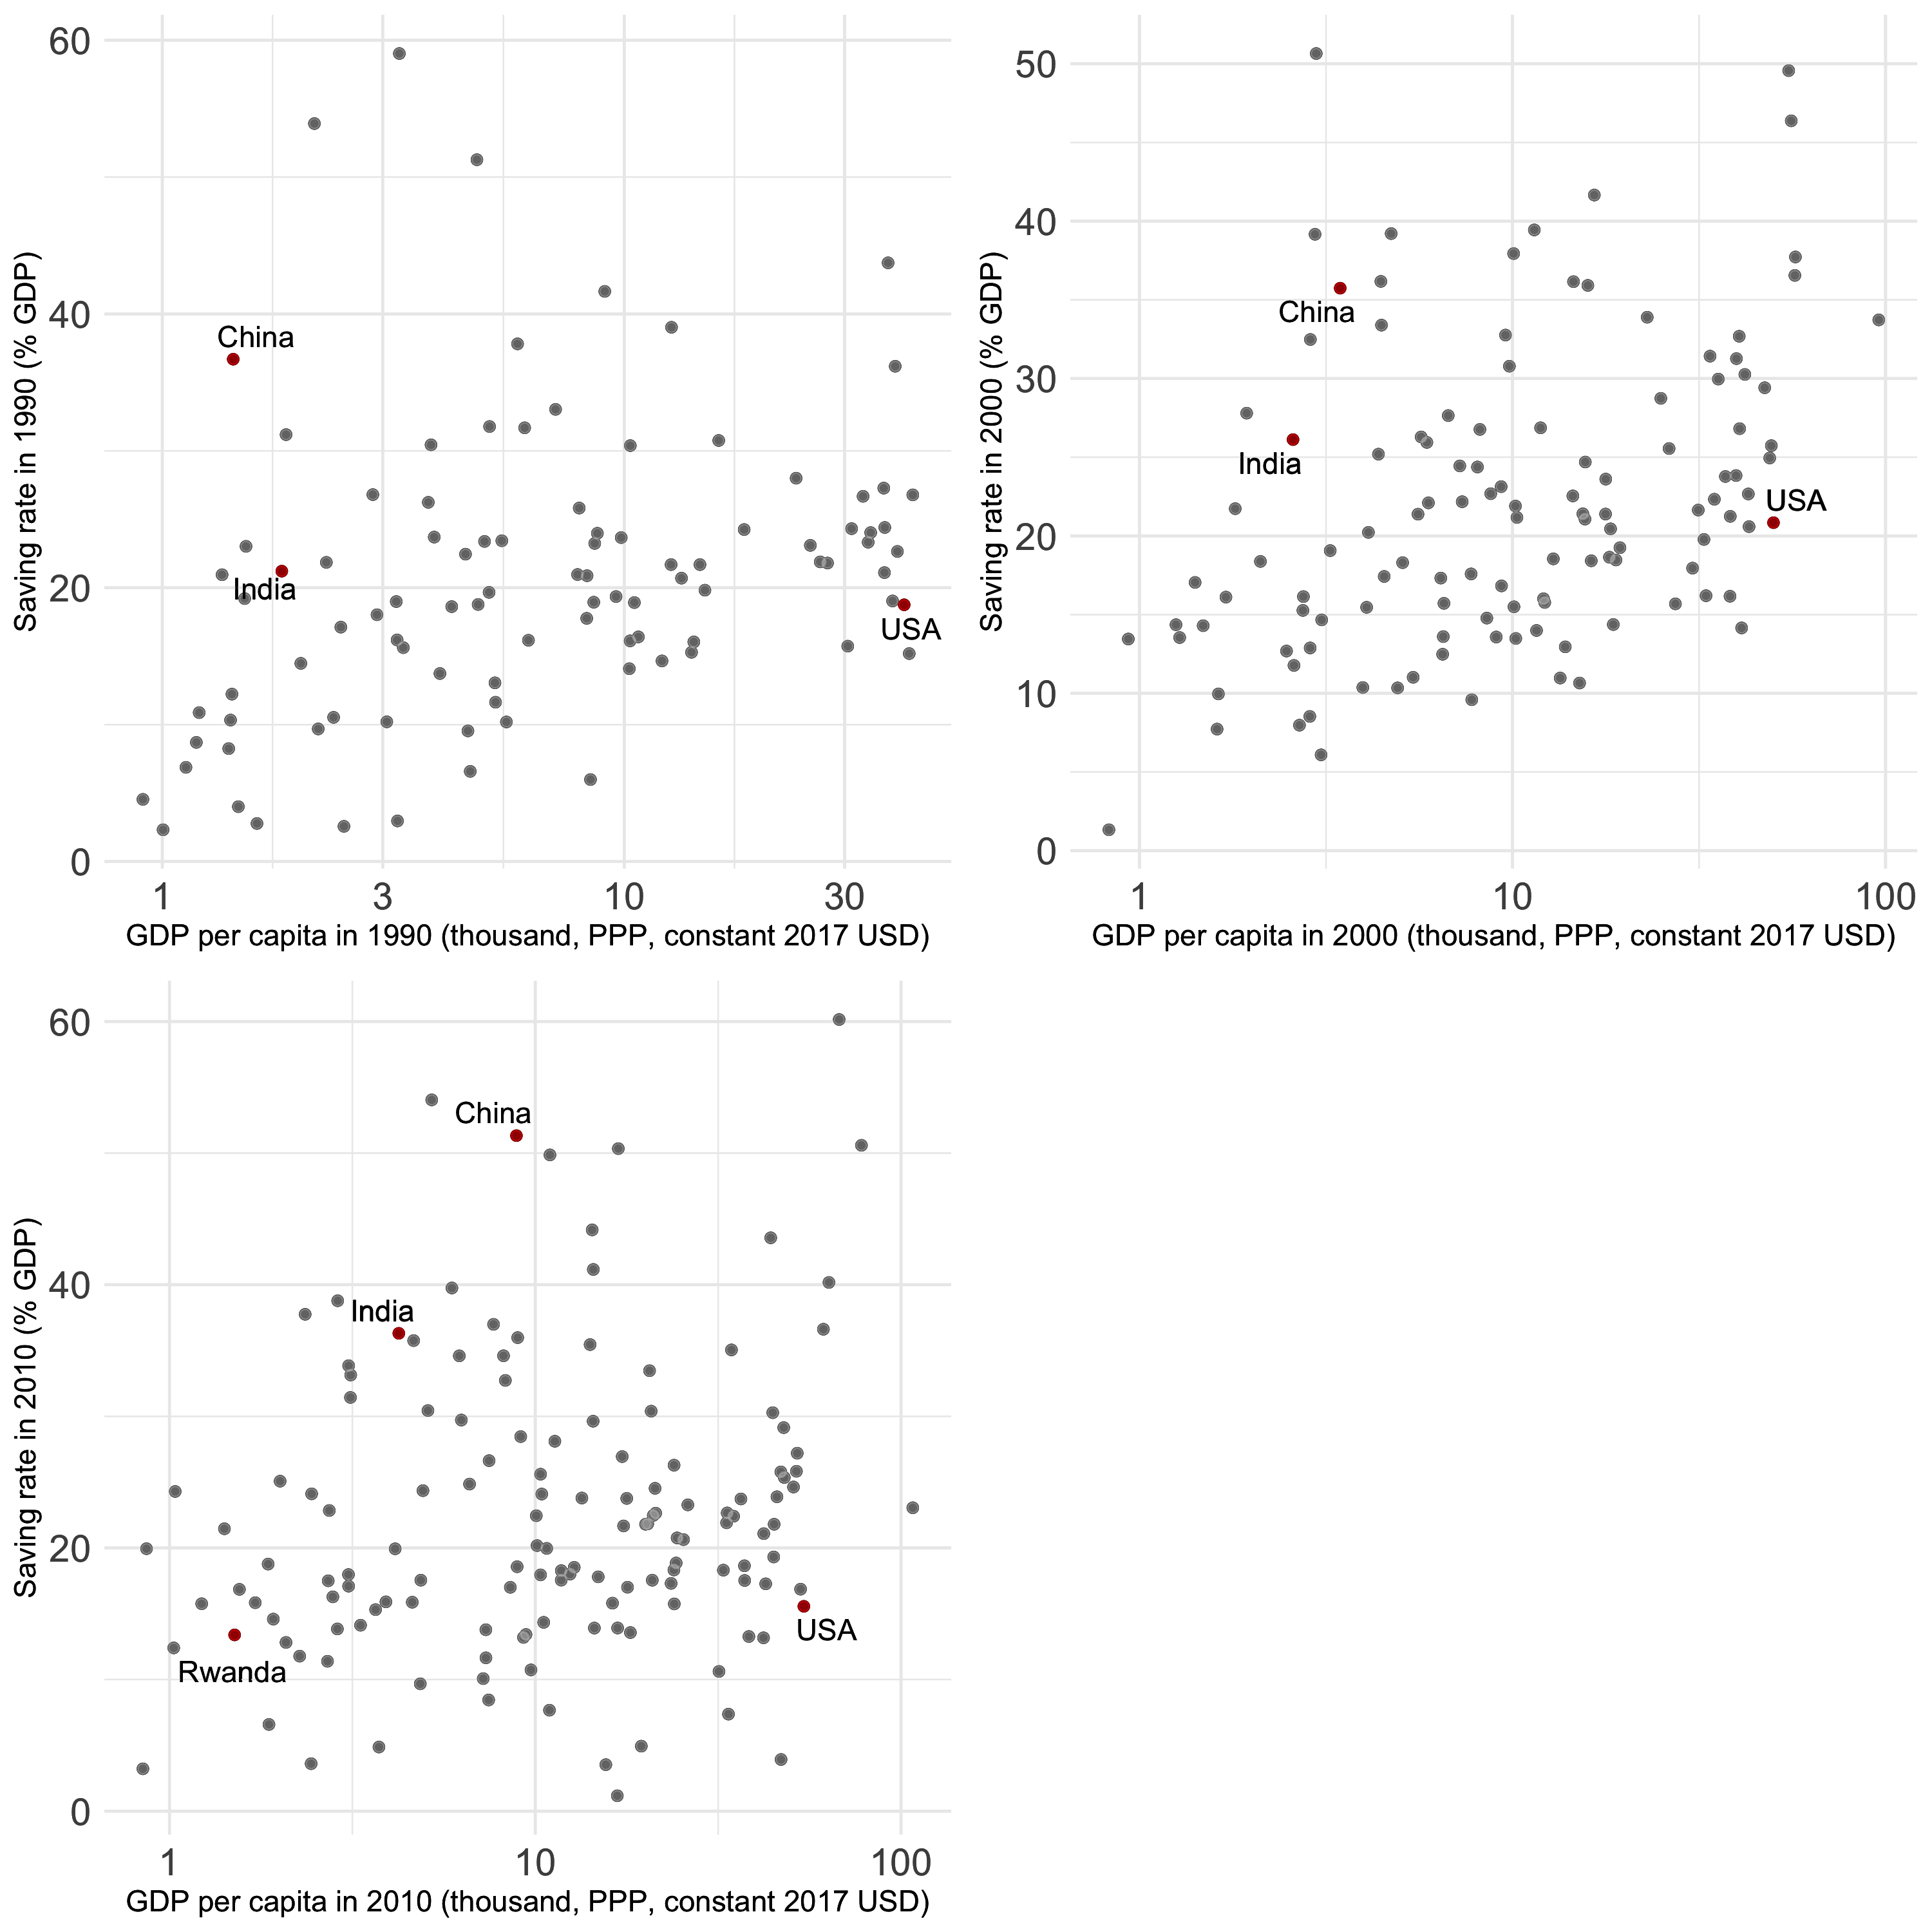 Saving rate in 1990 (% GDP)
60
40
20
0
China
India
USA
1 3 10 30
GDP per capita in 1990 (thousand, PPP, constant 2017 USD)
Saving rate in 2000 (% GDP)
50
40
30
20
10
0
China
India
USA
1 10 100
GDP per capita in 2000 (thousand, PPP, constant 2017 USD)
Saving rate in 2010 (% GDP)
60
40
20
0
China
India
USA
Rwanda
1 10 100
GDP per capita in 2010 (thousand, PPP, constant 2017 USD)